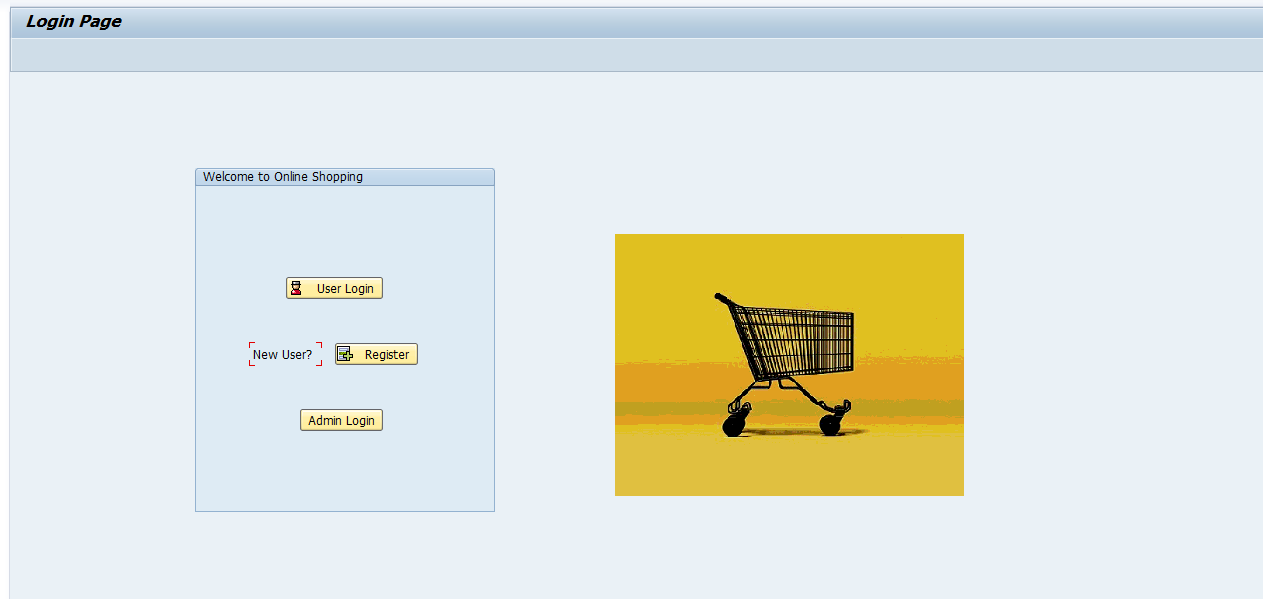 Login Page
Welcome to Online Shopping
User Login
New User? Register
Admin Login